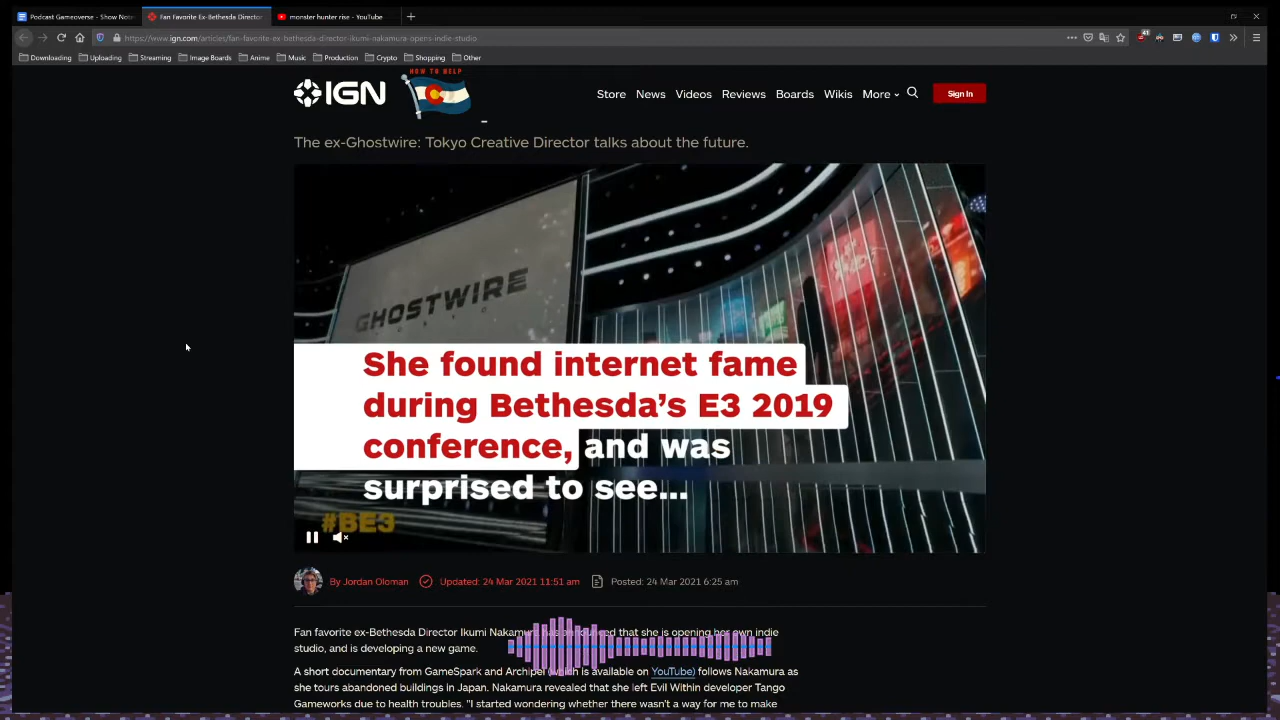 Podcast Gameoverse - Show Note
Fan Favorite Ex-Bethesda Director
monster hunter rise - YouTube
https://www.ign.com/articles/fan-favorite-ex-bethesda-director-ikumi-nakamura-opens-indie-studio
41
Downloading Uploading Streaming Image Boards Anime Music Production Crypto Shopping Other
HOW TO HELP
IGN
Store News Videos Reviews Boards Wikis More
Sign In
The ex-Ghostwire: Tokyo Creative Director talks about the future.
GHOSTWIRE
She found internet fame
during Bethesda's E3 2019
conference, and was
surprised to see...
#BE3
By Jordan Oloman Updated: 24 Mar 2021 11:51 am Posted: 24 Mar 2021 6:25 am
Fan favorite ex-Bethesda Director Ikumi Nakamura has announced that she is opening her own indie
studio, and is developing a new game.
A short documentary from GameSpark and Archipel (which is available on YouTube) follows Nakamura as
she tours abandoned buildings in Japan. Nakamura revealed that she left Evil Within developer Tango
Gameworks due to health troubles. "I started wondering whether there wasn't a way for me to make